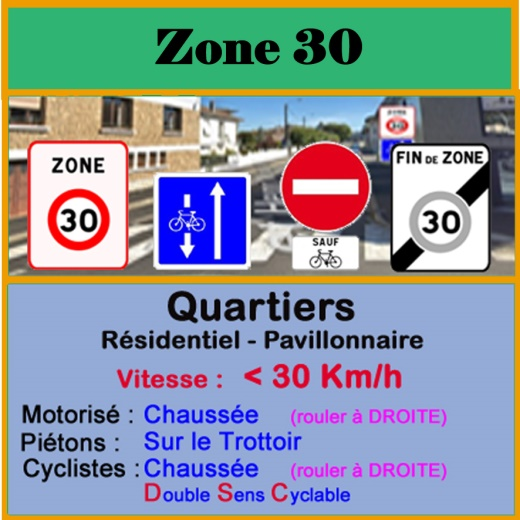 Zone 30
ZONE
30
SAUF
FIN DE ZONE
30
Quartiers
Résidentiel - Pavillonnaire
Vitesse : < 30 Km/h
Motorisé : Chaussée (rouler à DROITE)
Piétons : Sur le Trottoir
Cyclistes : Chaussée (rouler à DROITE)
Double Sens Cyclable